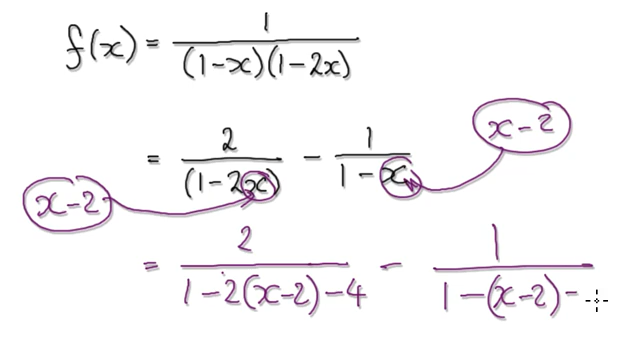 f(x) = 1/((1-x)(1-2x))
= 2/((1-2x)) - 1/(1-x)
x-2
x-2
= 2/(1-2(x-2)-4) - 1/(1-(x-2)-